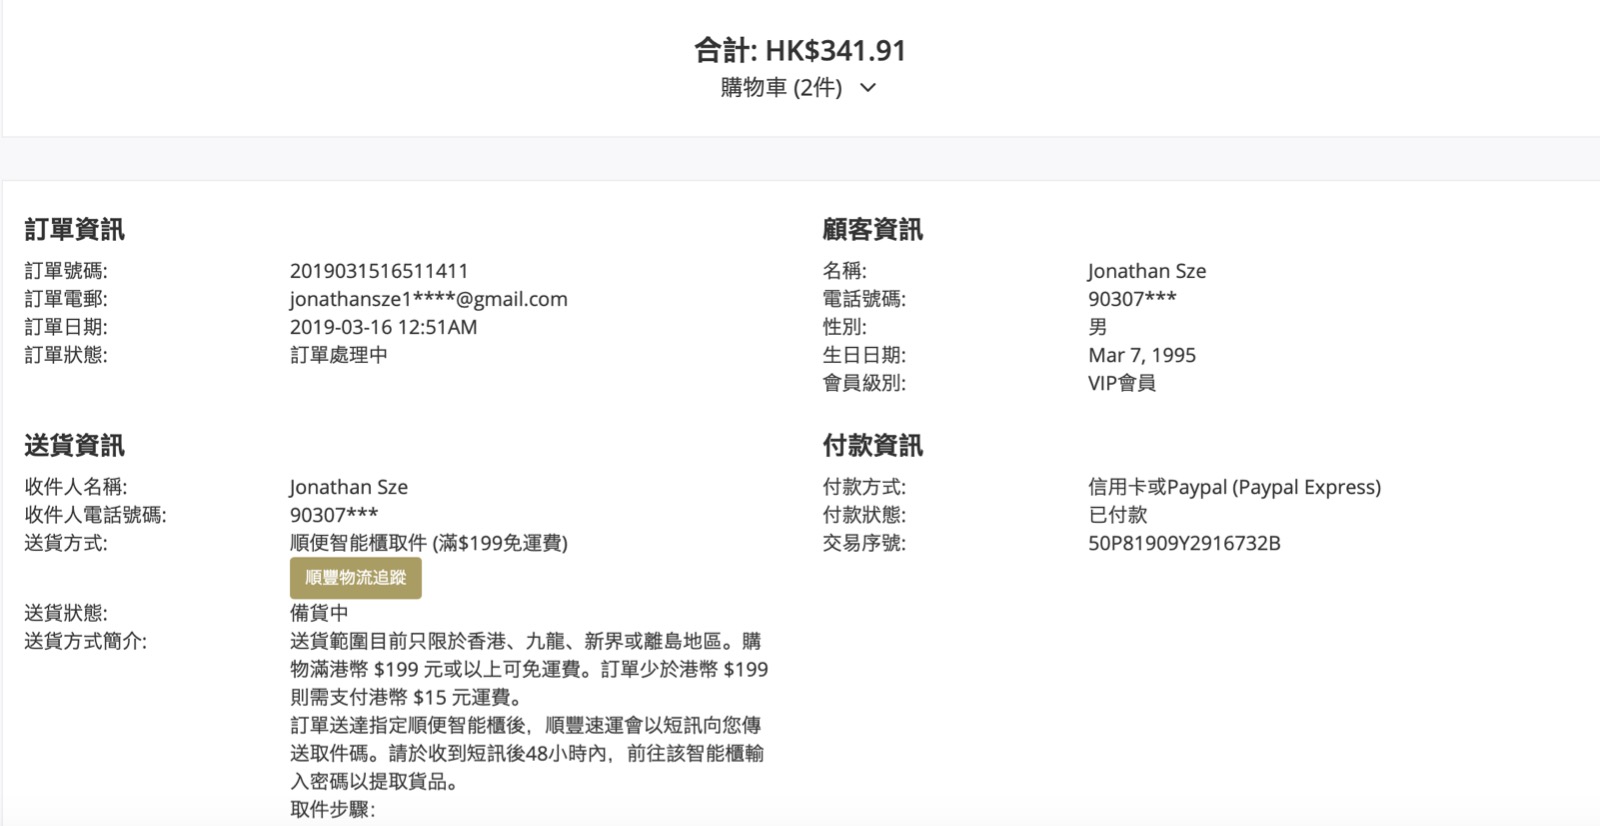 合計: HK$341.91
購物車 (2件)
訂單資訊
訂單號碼: 2019031516511411
訂單電郵: jonathansze1****@gmail.com
訂單日期: 2019-03-16 12:51AM
訂單狀態: 訂單處理中
顧客資訊
名稱: Jonathan Sze
電話號碼: 90307***
性別: 男
生日日期: Mar 7, 1995
會員級別: VIP會員
送貨資訊
收件人名稱: Jonathan Sze
收件人電話號碼: 90307***
送貨方式: 順便智能櫃取件 (滿$199免運費)
順豐物流追蹤
送貨狀態: 備貨中
送貨方式簡介: 送貨範圍目前只限於香港、九龍、新界或離島地區。購
物滿港幣 $199 元或以上可免運費。訂單少於港幣 $199
則需支付港幣 $15 元運費。
訂單送達指定順便智能櫃後，順豐速運會以短訊向您傳
送取件碼。請於收到短訊後48小時內，前往該智能櫃輸
入密碼以提取貨品。
取件步驟:
付款資訊
付款方式: 信用卡或Paypal (Paypal Express)
付款狀態: 已付款
交易序號: 50P81909Y2916732B